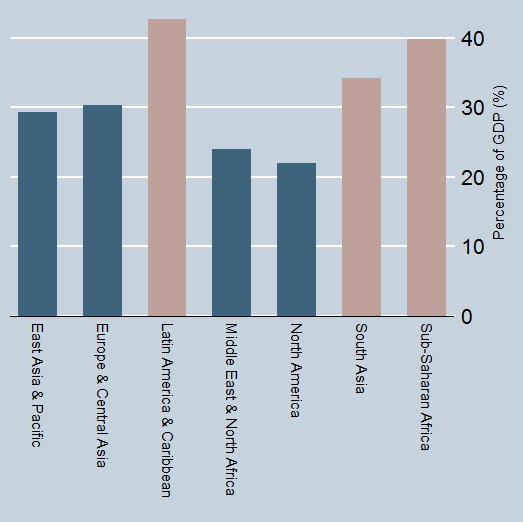 40
30
20
10
0
Percentage of GDP (%)
East Asia & Pacific
Europe & Central Asia
Latin America & Caribbean
Middle East & North Africa
North America
South Asia
Sub-Saharan Africa